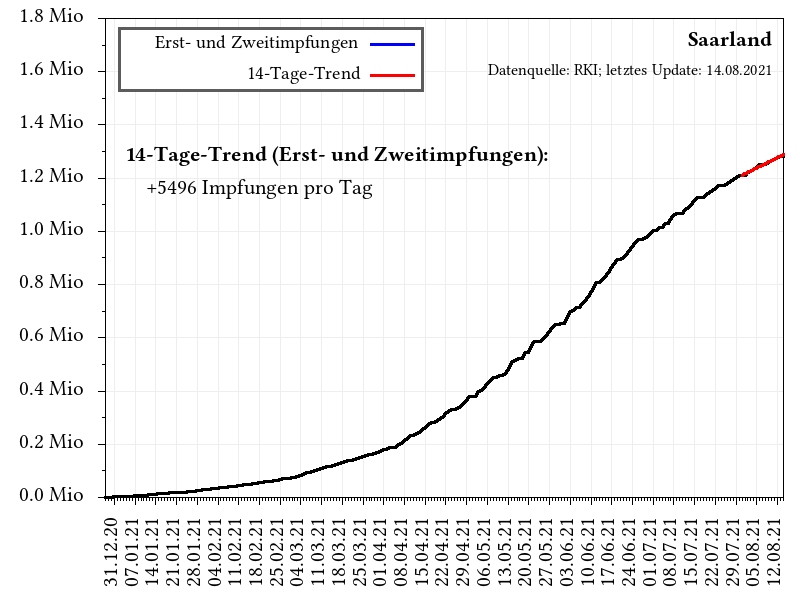 1.8 Mio
1.6 Mio
1.4 Mio
1.2 Mio
1.0 Mio
0.8 Mio
0.6 Mio
0.4 Mio
0.2 Mio
0.0 Mio
Erst- und Zweitimpfungen
14-Tage-Trend
Saarland
Datenquelle: RKI; letztes Update: 14.08.2021
14-Tage-Trend (Erst- und Zweitimpfungen):
+5496 Impfungen pro Tag
31.12.20
07.01.21
14.01.21
21.01.21
28.01.21
04.02.21
11.02.21
18.02.21
25.02.21
04.03.21
11.03.21
18.03.21
25.03.21
01.04.21
08.04.21
15.04.21
22.04.21
29.04.21
06.05.21
13.05.21
20.05.21
27.05.21
03.06.21
10.06.21
17.06.21
24.06.21
01.07.21
08.07.21
15.07.21
22.07.21
29.07.21
05.08.21
12.08.21